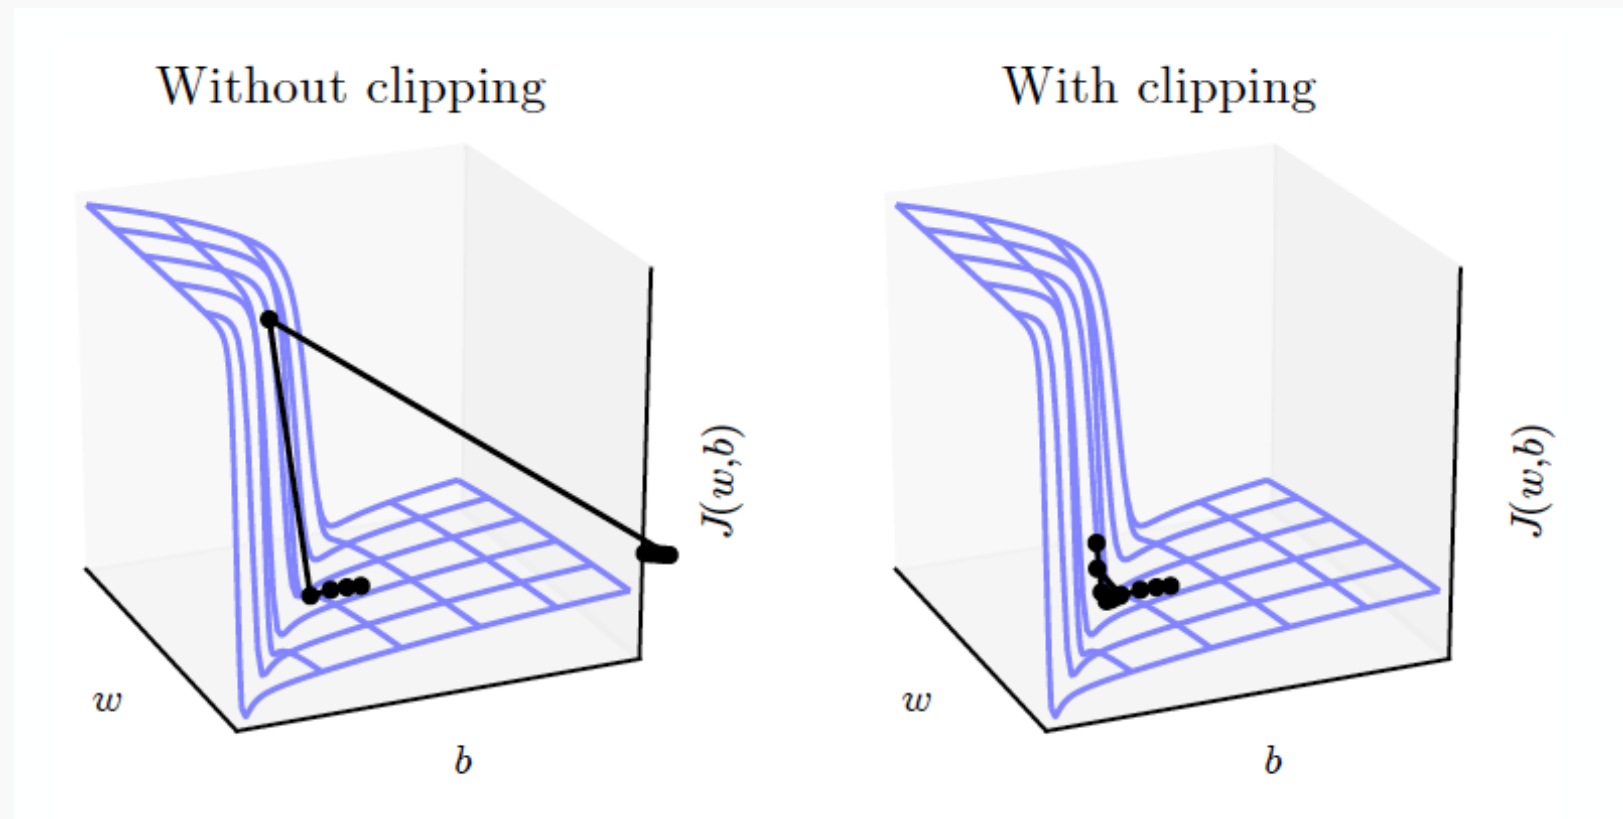 Without clipping
J(w,b)
w
b
With clipping
J(w,b)
w
b